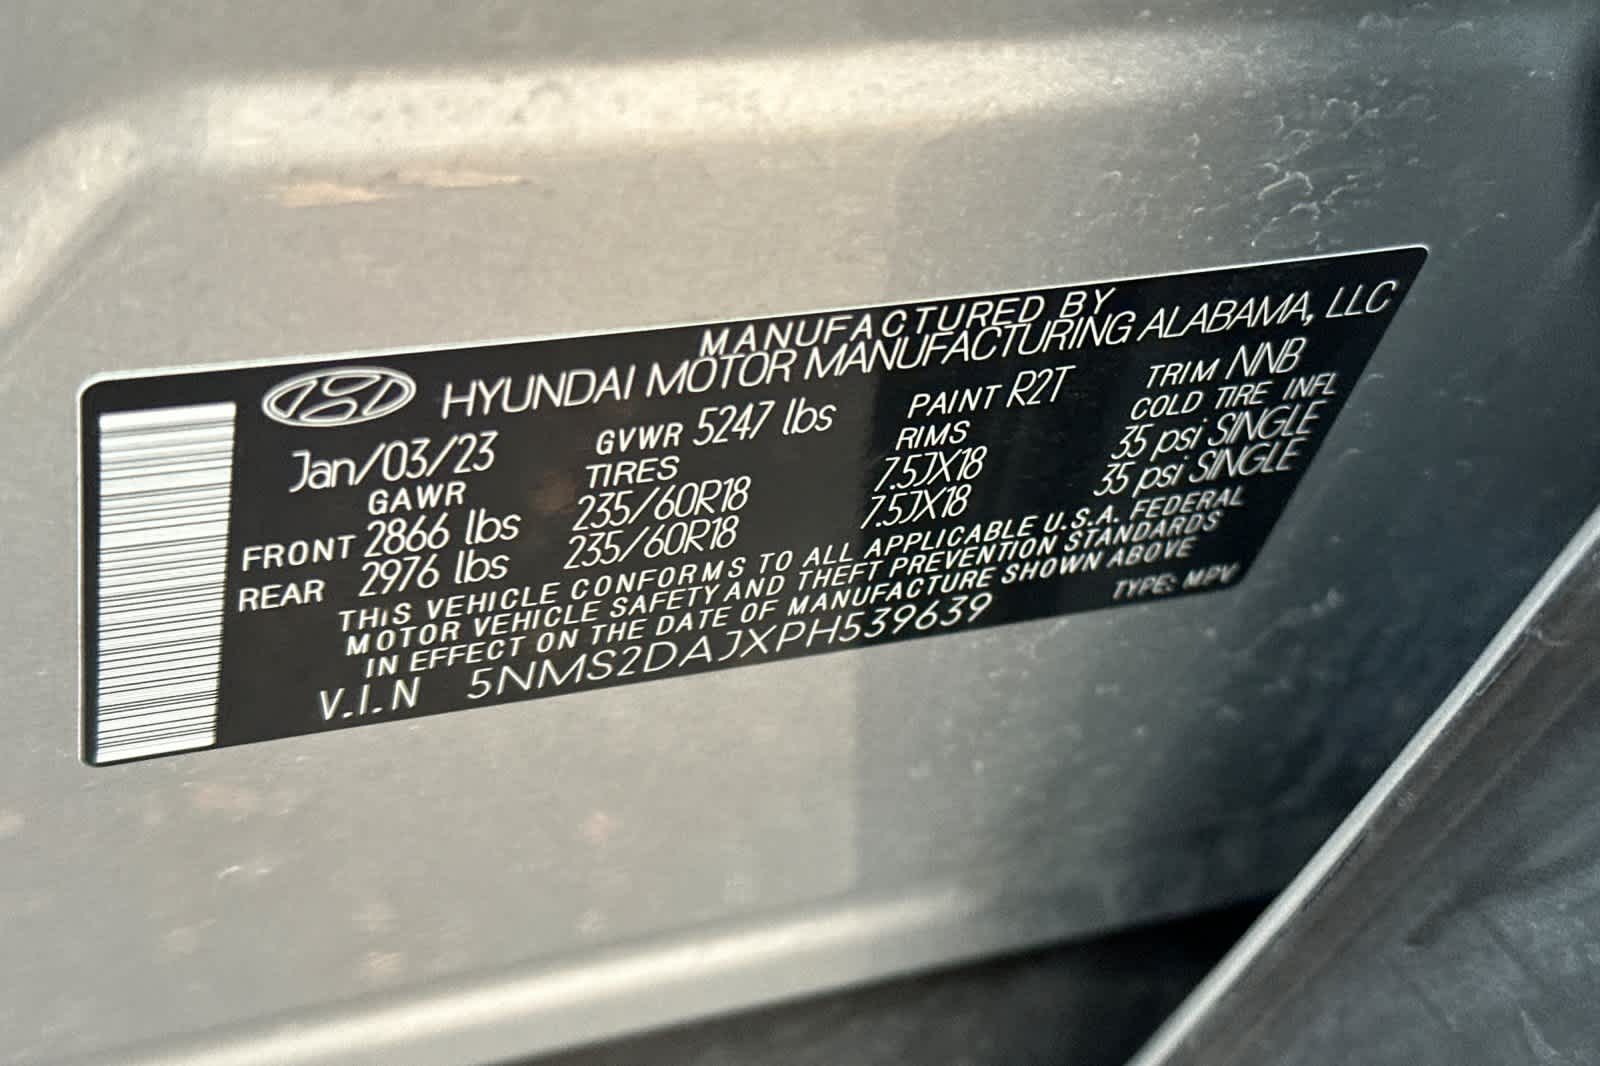 MANUFACTURED BY
HYUNDAI MOTOR MANUFACTURING ALABAMA, LLC
Jan/03/23 GVWR 5247 lbs PAINT R2T TRIM NNB
GAWR TIRES RIMS COLD TIRE INFL
FRONT 2866 lbs 235/60R18 7.5JX18 35 psi SINGLE
REAR 2976 lbs 235/60R18 7.5JX18 35 psi SINGLE
THIS VEHICLE CONFORMS TO ALL APPLICABLE U.S.A. FEDERAL
MOTOR VEHICLE SAFETY AND THEFT PREVENTION STANDARDS
IN EFFECT ON THE DATE OF MANUFACTURE SHOWN ABOVE
V.I.N 5NMS2DAJXPH539639 TYPE: MPV